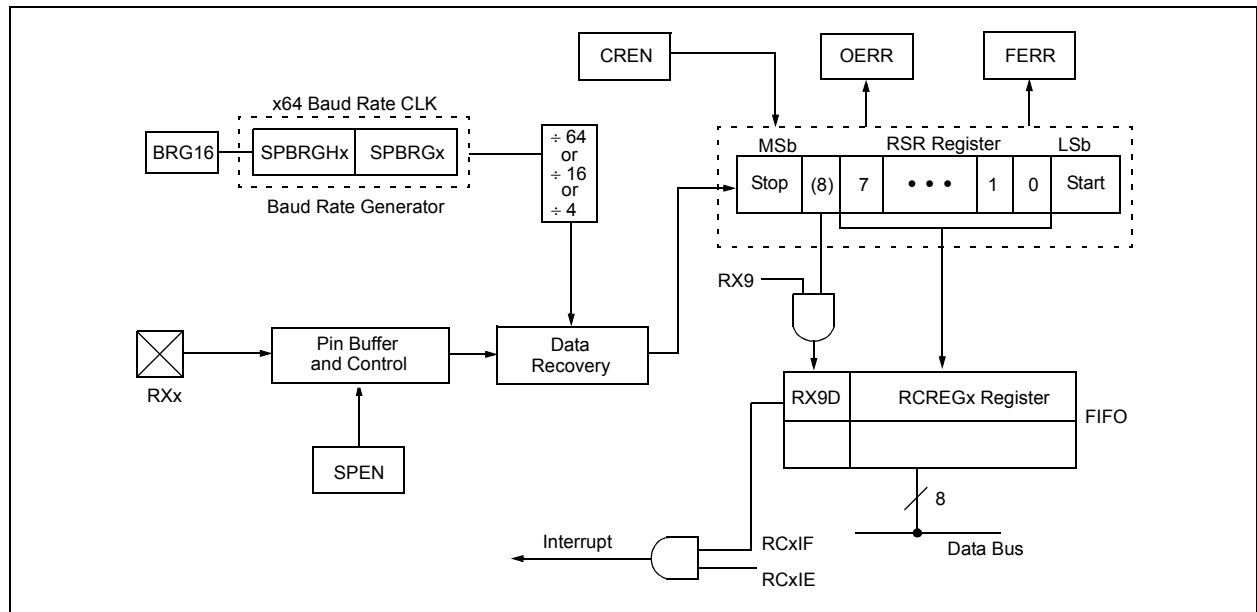 CREN
OERR
FERR
x64 Baud Rate CLK
BRG16
SPBRGHx
SPBRGx
Baud Rate Generator
÷ 64
or
÷ 16
or
÷ 4
MSb
RSR Register
LSb
Stop
(8)
7
• • •
1
0
Start
RX9
Pin Buffer
and Control
Data
Recovery
RXx
SPEN
RX9D
RCREGx Register
FIFO
8
Data Bus
Interrupt
RCxIF
RCxIE